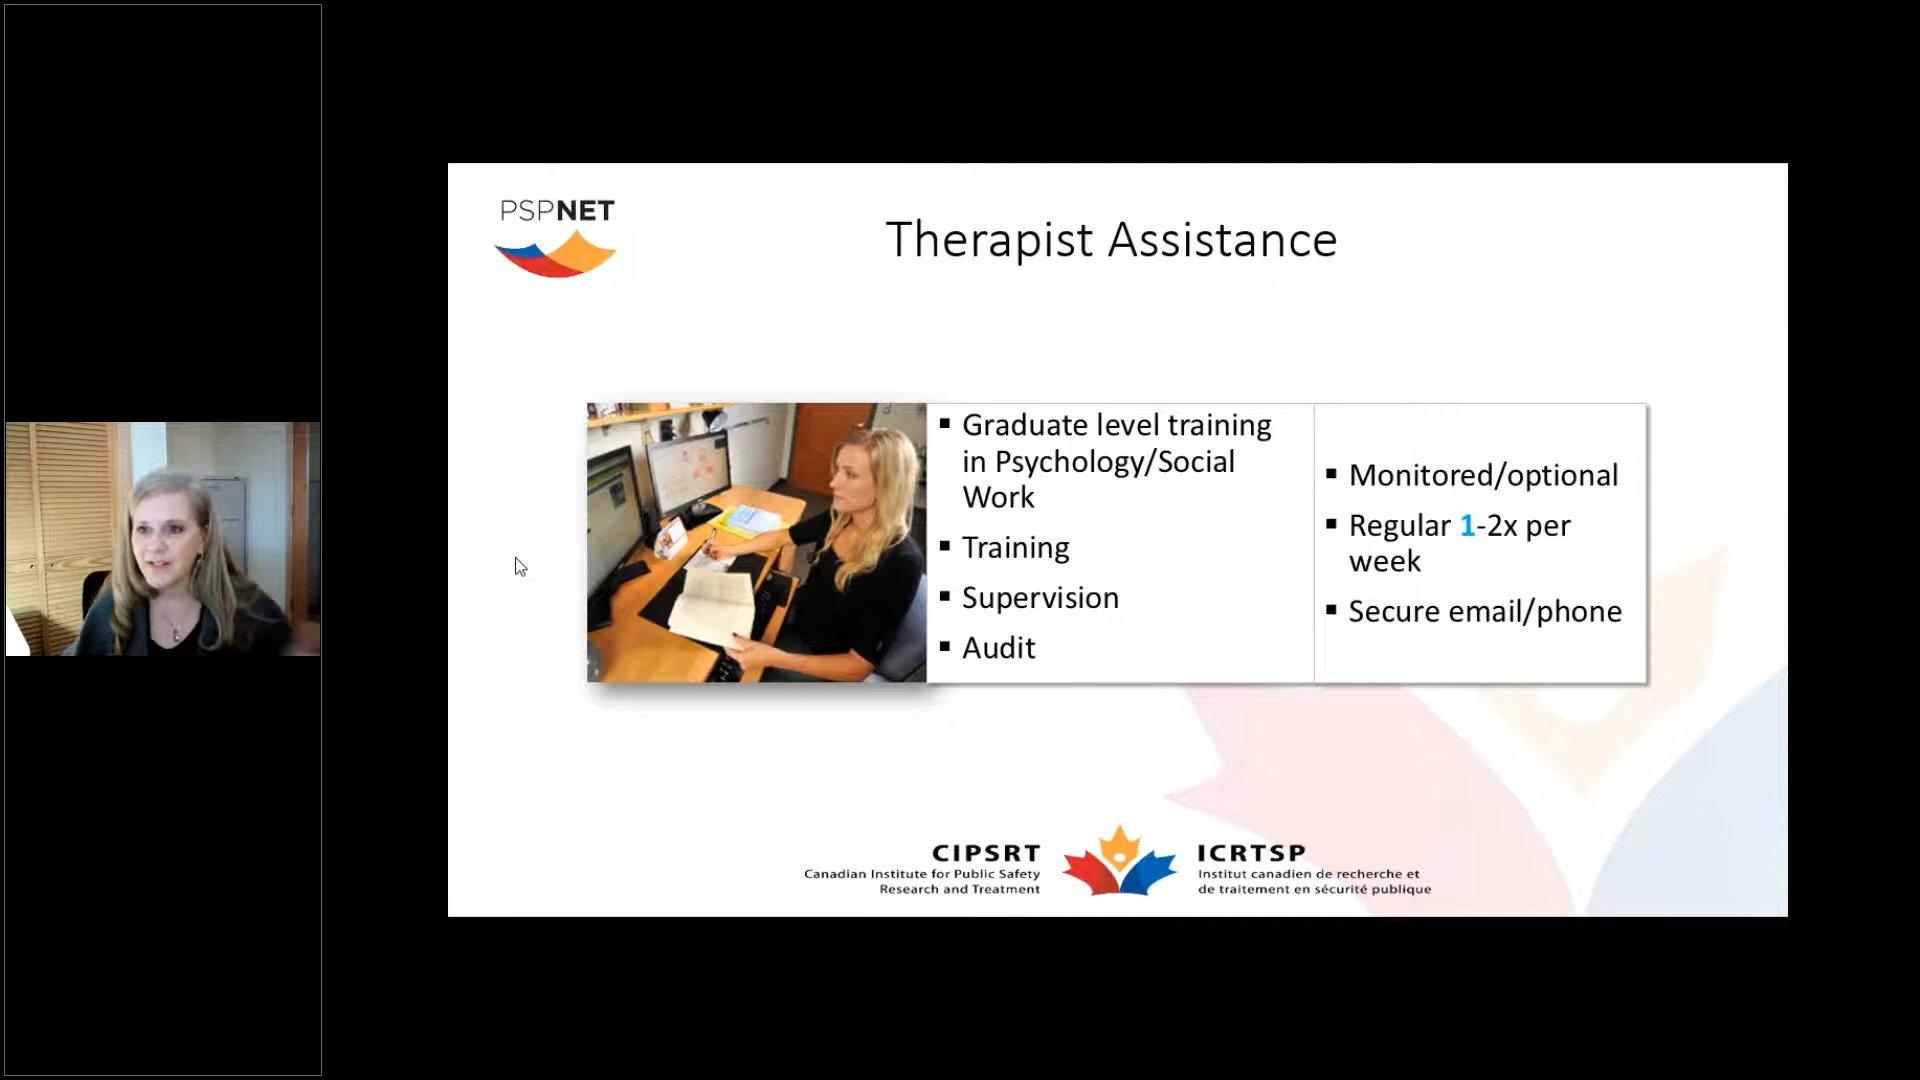 PSPNET
Therapist Assistance
▪ Graduate level training
in Psychology/Social
Work
▪ Training
▪ Supervision
▪ Audit
▪ Monitored/optional
▪ Regular 1-2x per
week
▪ Secure email/phone
CIPSRT
Canadian Institute for Public Safety
Research and Treatment
ICRTSP
Institut canadien de recherche et
de traitement en sécurité publique